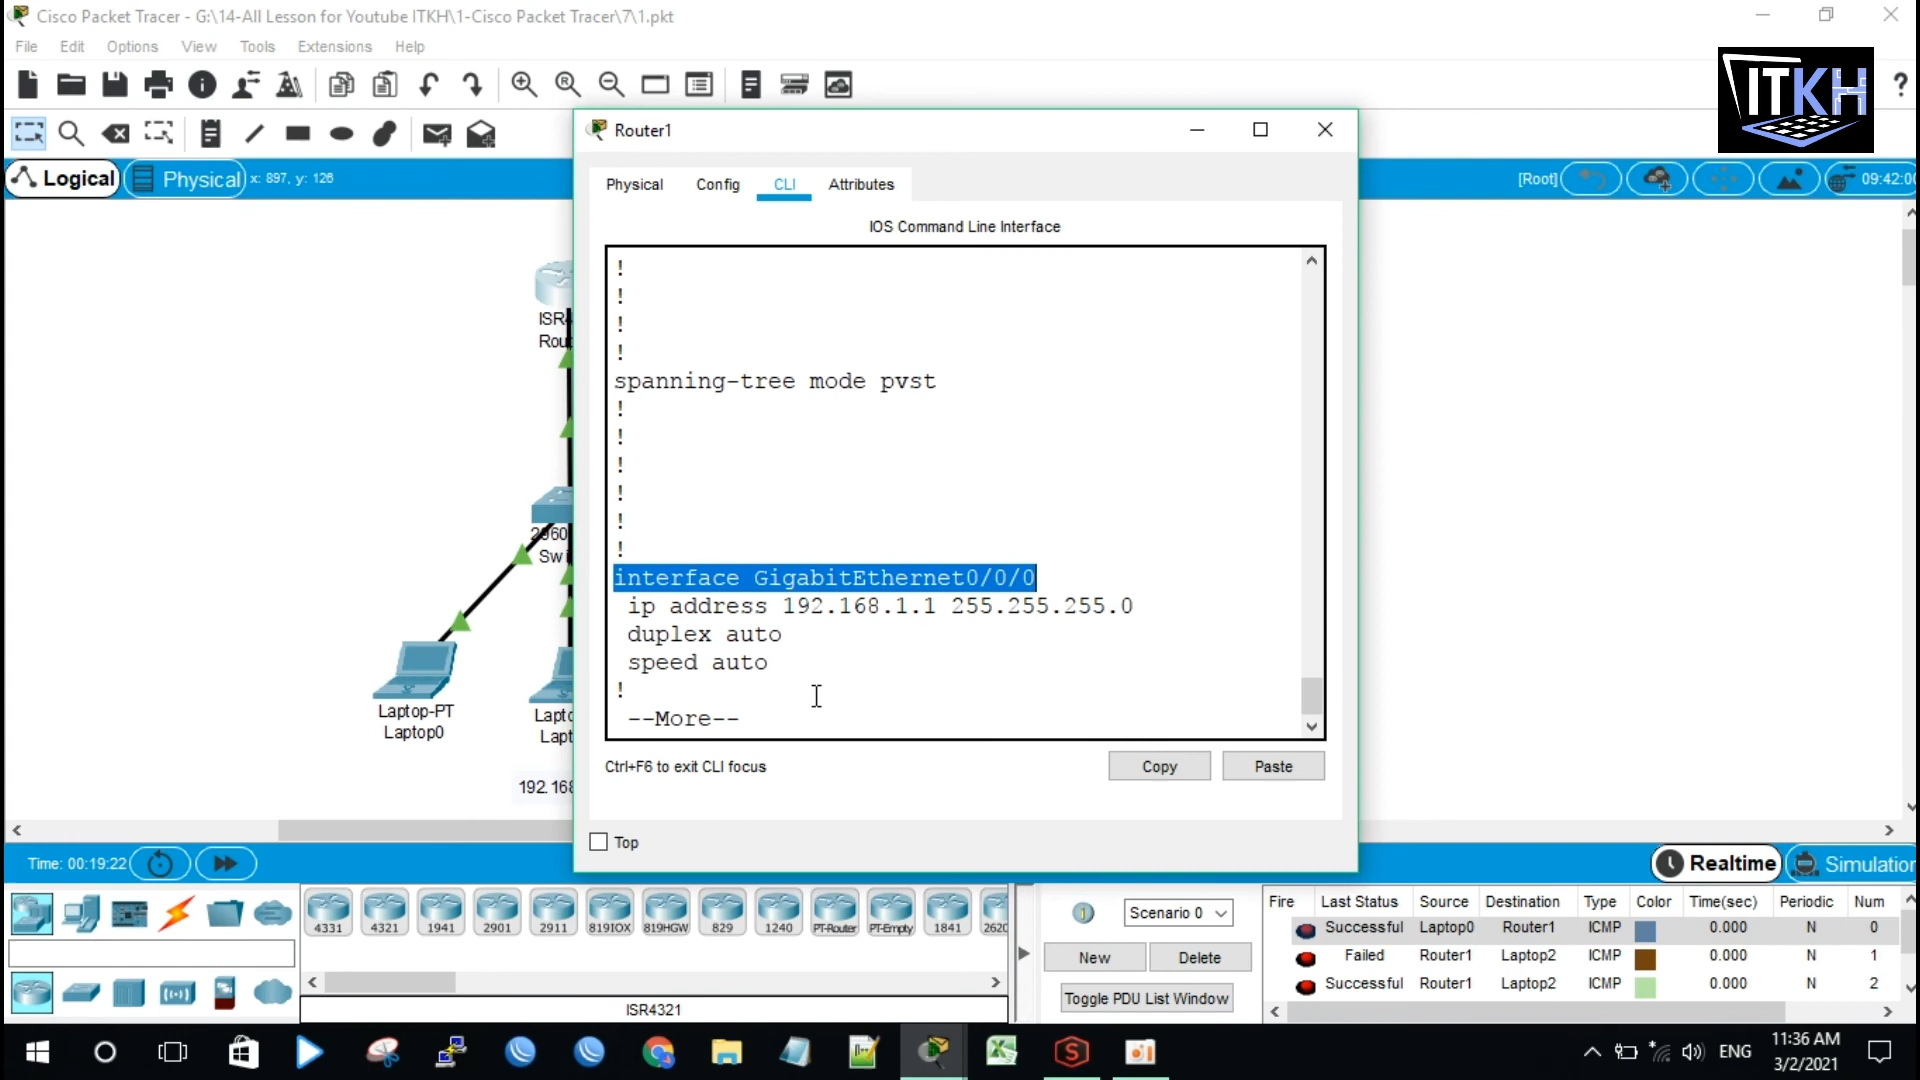 Cisco Packet Tracer - G:\14-All Lesson for Youtube ITKH\1-Cisco Packet Tracer\7\1.pkt
File Edit Options View Tools Extensions Help
ITKH
?
Logical Physical x: 897, y: 126
[Root] 09:42:00
Router1
Physical Config CLI Attributes
IOS Command Line Interface
!
!
!
!
spanning-tree mode pvst
!
!
!
!
!
!
interface GigabitEthernet0/0/0
ip address 192.168.1.1 255.255.255.0
duplex auto
speed auto
!
--More--
Ctrl+F6 to exit CLI focus
Copy Paste
Top
ISR4
Rou
2960
Swi
Laptop-PT
Laptop0
Lapto
Lapt
192.168
Time: 00:19:22
Realtime Simulation
4331 4321 1941 2901 2911 819IOX 819HGW 829 1240 PT-Router PT-Empty 1841 2620
ISR4321
Scenario 0
New Delete
Toggle PDU List Window
Fire Last Status Source Destination Type Color Time(sec) Periodic Num
Successful Laptop0 Router1 ICMP 0.000 N 0
Failed Router1 Laptop2 ICMP 0.000 N 1
Successful Router1 Laptop2 ICMP 0.000 N 2
ENG
11:36 AM
3/2/2021